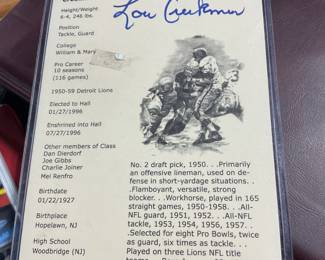 Lou Creekmur
Height/Weight
6-4, 246 lbs.
Position
Tackle, Guard
College
William & Mary
Pro Career
10 seasons
(116 games)
1950-59 Detroit Lions
Elected to Hall
01/27/1996
Enshrined into Hall
07/27/1996
Other members of Class
Dan Dierdorf
Joe Gibbs
Charlie Joiner
Mel Renfro
Birthdate
01/22/1927
Birthplace
Hopelawn, NJ
High School
Woodbridge (NJ)
No. 2 draft pick, 1950. . .Primarily
an offensive lineman, used on de-
fense in short-yardage situations. .
.Flamboyant, versatile, strong
blocker. . .Workhorse, played in 165
straight games, 1950-1958. . .All-
NFL guard, 1951, 1952. . .All-NFL
tackle, 1953, 1954, 1956, 1957. .
.Selected for eight Pro Bowls, twice
as guard, six times as tackle. . .
Played on three Lions NFL title